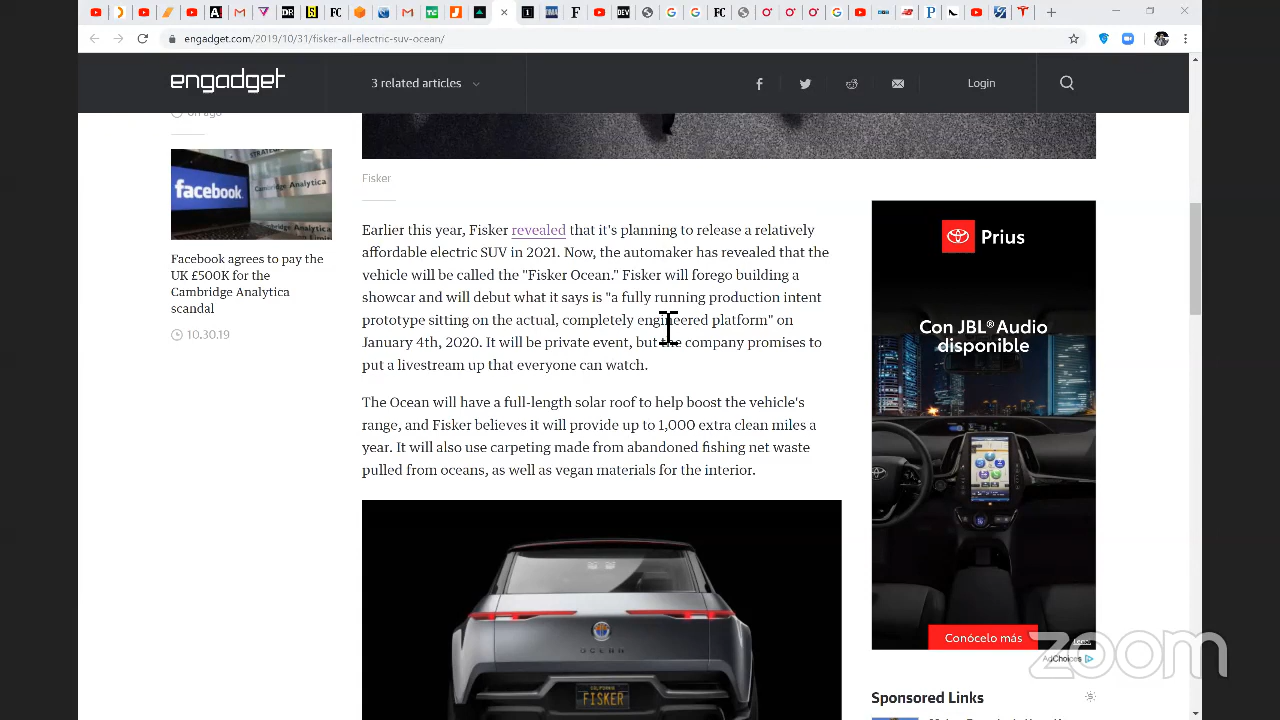 engadget.com/2019/10/31/fisker-all-electric-suv-ocean/
engadget
3 related articles
Login
6h ago
Fisker
facebook
Cambridge Analytica
Facebook agrees to pay the
UK £500K for the
Cambridge Analytica
scandal
10.30.19
Earlier this year, Fisker revealed that it's planning to release a relatively
affordable electric SUV in 2021. Now, the automaker has revealed that the
vehicle will be called the "Fisker Ocean." Fisker will forego building a
showcar and will debut what it says is "a fully running production intent
prototype sitting on the actual, completely engineered platform" on
January 4th, 2020. It will be private event, but the company promises to
put a livestream up that everyone can watch.
The Ocean will have a full-length solar roof to help boost the vehicle's
range, and Fisker believes it will provide up to 1,000 extra clean miles a
year. It will also use carpeting made from abandoned fishing net waste
pulled from oceans, as well as vegan materials for the interior.
OCEAN
CALIFORNIA
FISKER
Prius
Con JBL® Audio
disponible
Conócelo más
Legal
AdChoices
Sponsored Links
zoom